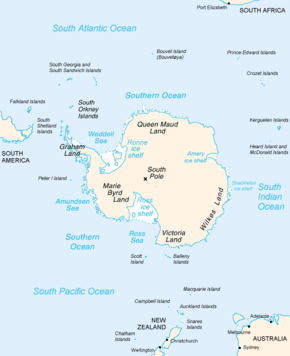 Port Elizabeth
SOUTH AFRICA
South Atlantic Ocean
Bouvet Island
(Bouvetøya)
Prince Edward Islands
South Georgia and
South Sandwich Islands
Crozet Islands
Southern Ocean
Falkland Islands
South
Orkney
Islands
Kerguelen Islands
South
Shetland
Islands
Queen Maud
Land
Weddell
Sea
Ronne
ice
shelf
Graham
Land
Heard Island and
McDonald Islands
Amery
ice shelf
SOUTH
AMERICA
South
Pole
Peter I Island
Shackleton
ice shelf
Marie
Byrd
Land
Wilkes Land
South
Indian
Ocean
Amundsen
Sea
Ross
ice
shelf
Southern
Ocean
Ross
Sea
Victoria
Land
Scott
Island
Balleny
Islands
South Pacific Ocean
Macquarie Island
Campbell Island
Auckland Islands
NEW
ZEALAND
Snares
Islands
Adelaide
Melbourne
Chatham
Islands
Christchurch
AUSTRALIA
Wellington
Sydney